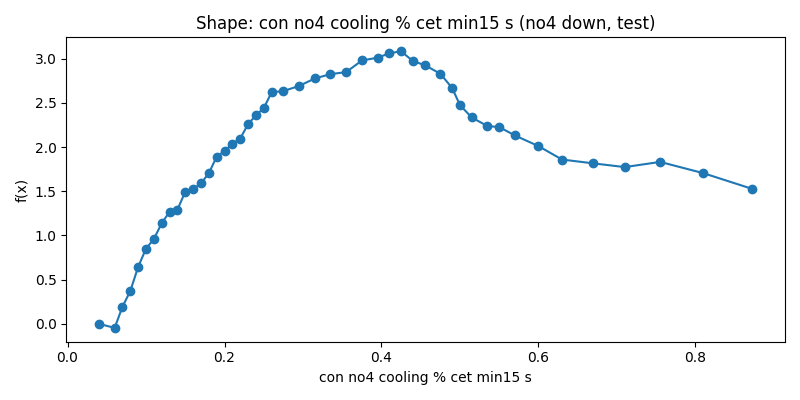 Shape: con no4 cooling % cet min15 s (no4 down, test)
3.0
2.5
2.0
1.5
1.0
0.5
0.0
f(x)
0.0 0.2 0.4 0.6 0.8
con no4 cooling % cet min15 s